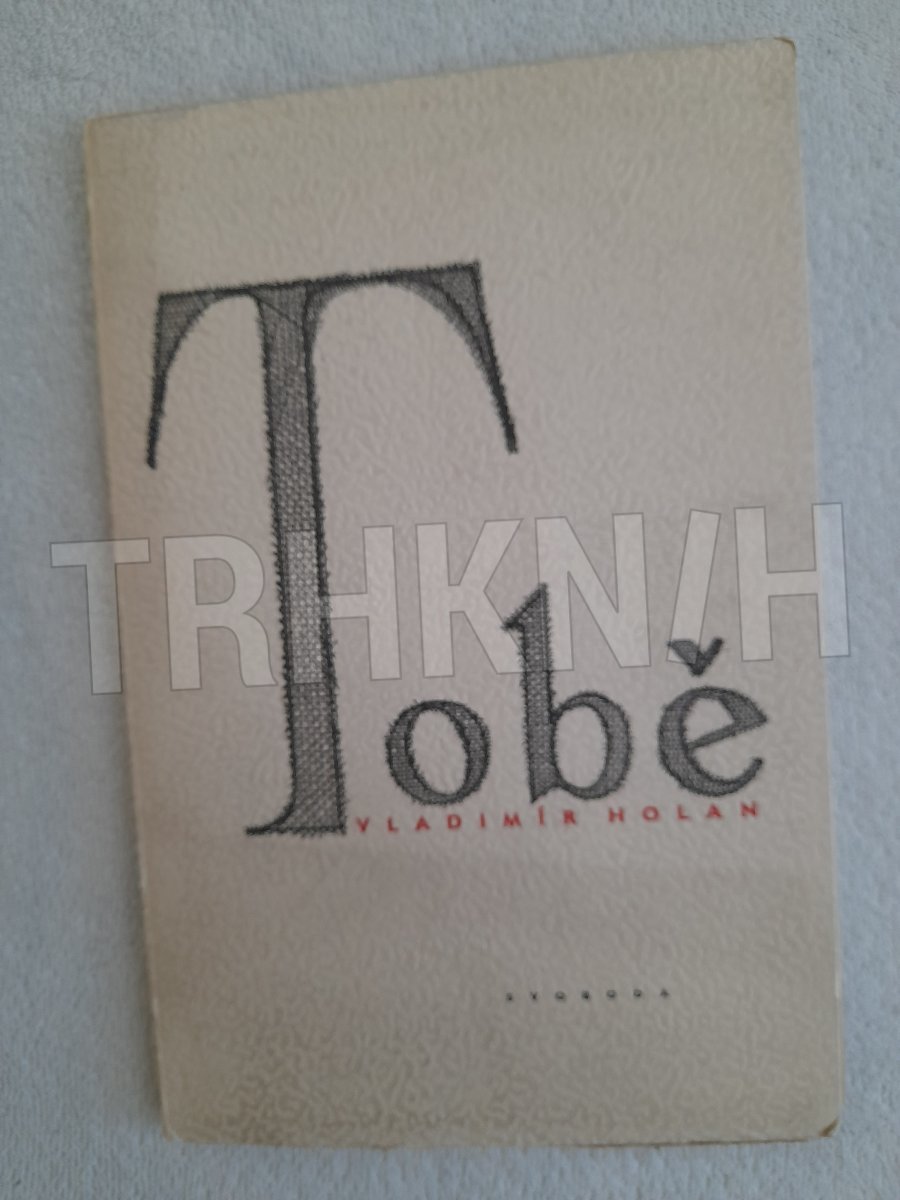 Tobě
VLADIMÍR HOLAN
SVOBODA
TRHKNIH